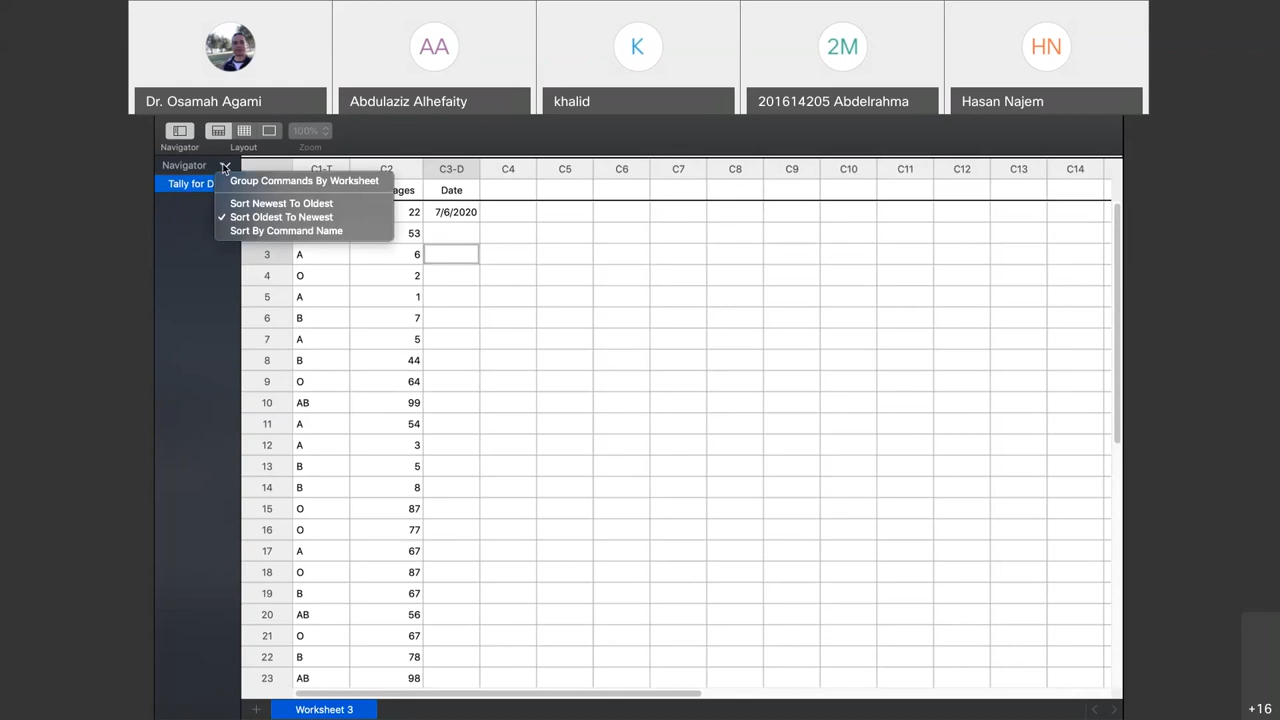 AA
K
2M
HN
Dr. Osamah Agami
Abdulaziz Alhefaity
khalid
201614205 Abdelrahma
Hasan Najem
100%
Navigator
Layout
Zoom
Navigator
C1-T C2 C3-D C4 C5 C6 C7 C8 C9 C10 C11 C12 C13 C14
Tally for D
Group Commands By Worksheet
Sort Newest To Oldest
✓ Sort Oldest To Newest
Sort By Command Name
ages Date
22 7/6/2020
53
3 A 6
4 O 2
5 A 1
6 B 7
7 A 5
8 B 44
9 O 64
10 AB 99
11 A 54
12 A 3
13 B 5
14 B 8
15 O 87
16 O 77
17 A 67
18 O 87
19 B 67
20 AB 56
21 O 67
22 B 78
23 AB 98
+ Worksheet 3
+16